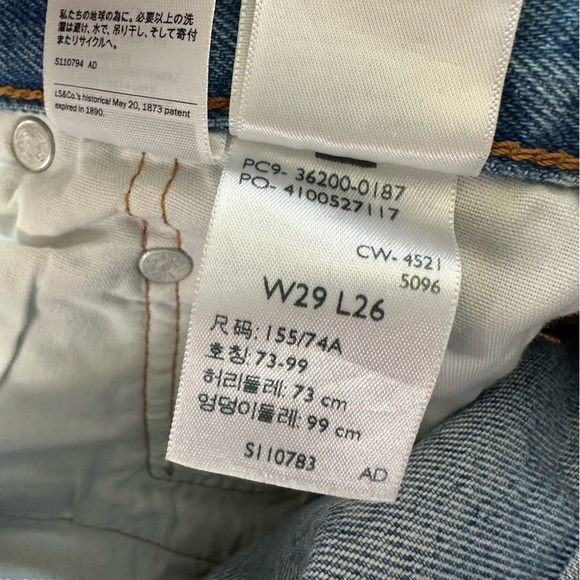 私たちの地球の為に。必要以上の洗
濯は避け、水で、吊り干し、そして寄付
またリサイクルへ。
S110794 AD
LS&Co.'s historical May 20, 1873 patent
expired in 1890.
PC9- 36200-0187
PO- 4100527117
CW- 4521
5096
W29 L26
尺码: 155/74A
호칭: 73-99
허리둘레: 73 cm
엉덩이둘레: 99 cm
S110783 AD